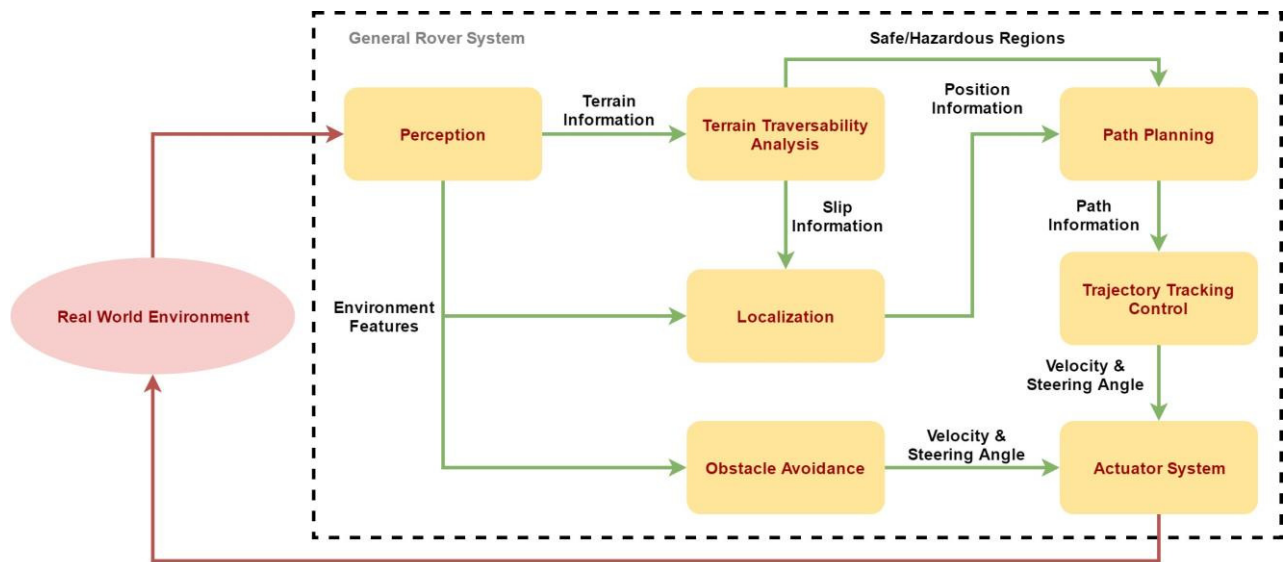 General Rover System
Safe/Hazardous Regions
Perception
Terrain
Information
Terrain Traversability
Analysis
Position
Information
Path Planning
Slip
Information
Path
Information
Real World Environment
Environment
Features
Localization
Trajectory Tracking
Control
Velocity &
Steering Angle
Obstacle Avoidance
Velocity &
Steering Angle
Actuator System